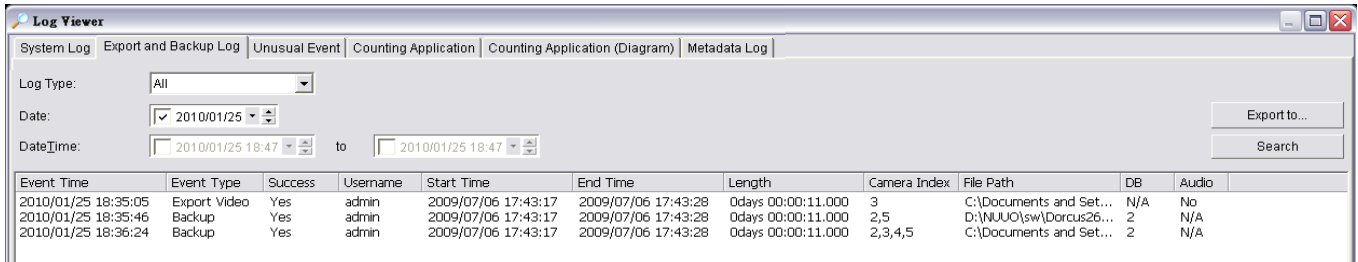 Log Viewer
System Log Export and Backup Log Unusual Event Counting Application Counting Application (Diagram) Metadata Log
Log Type: All
Date: 2010/01/25 Export to...
DateTime: 2010/01/25 18:47 to 2010/01/25 18:47 Search
Event Time Event Type Success Username Start Time End Time Length Camera Index File Path DB Audio
2010/01/25 18:35:05 Export Video Yes admin 2009/07/06 17:43:17 2009/07/06 17:43:28 0days 00:00:11.000 3 C:\Documents and Set... N/A No
2010/01/25 18:35:46 Backup Yes admin 2009/07/06 17:43:17 2009/07/06 17:43:28 0days 00:00:11.000 2,5 D:\NUUO\sw\Dorcus26... 2 N/A
2010/01/25 18:36:24 Backup Yes admin 2009/07/06 17:43:17 2009/07/06 17:43:28 0days 00:00:11.000 2,3,4,5 C:\Documents and Set... 2 N/A